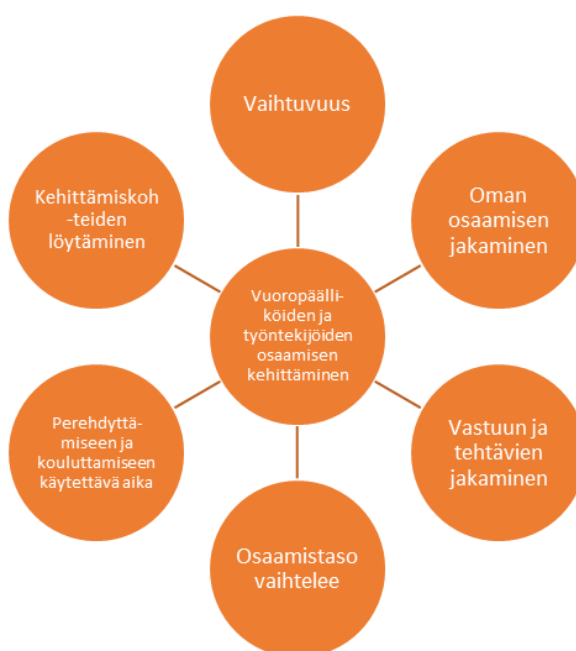 Vaihtuvuus
Kehittämiskoh
-teiden
löytäminen
Oman
osaamisen
jakaminen
Vuoropäälli-
köiden ja
työntekijöiden
osaamisen
kehittäminen
Perehdyttä-
miseen ja
kouluttamiseen
käytettävä aika
Vastuun ja
tehtävien
jakaminen
Osaamistaso
vaihtelee